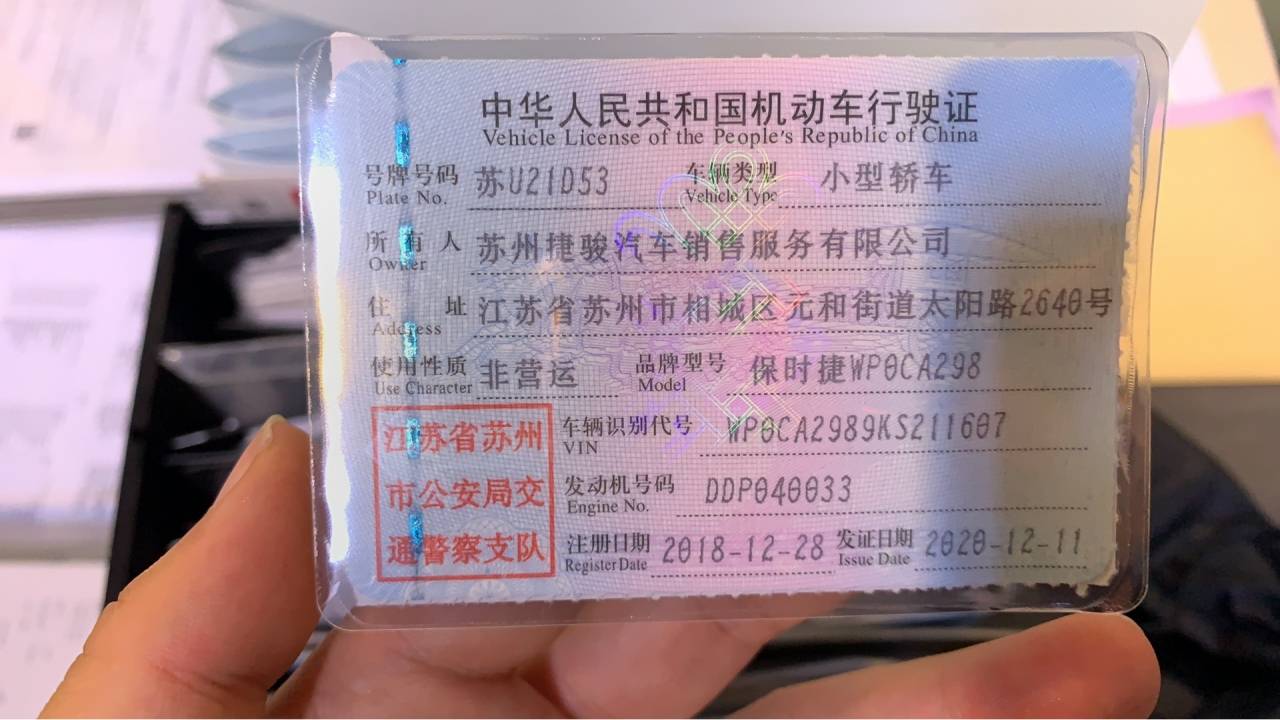 中华人民共和国机动车行驶证
Vehicle License of the People's Republic of China
号牌号码 苏U21D53 车辆类型 小型轿车
Plate No. Vehicle Type
所有人 苏州捷骏汽车销售服务有限公司
Owner
住址 江苏省苏州市相城区元和街道太阳路2640号
Address
使用性质 非营运 品牌型号 保时捷WP0CA298
Use Character Model
江苏省苏州 车辆识别代号 WP0CA2989KS211607
VIN
市公安局交 发动机号码 DDP040033
Engine No.
通警察支队 注册日期 2018-12-28 发证日期 2020-12-11
Register Date Issue Date